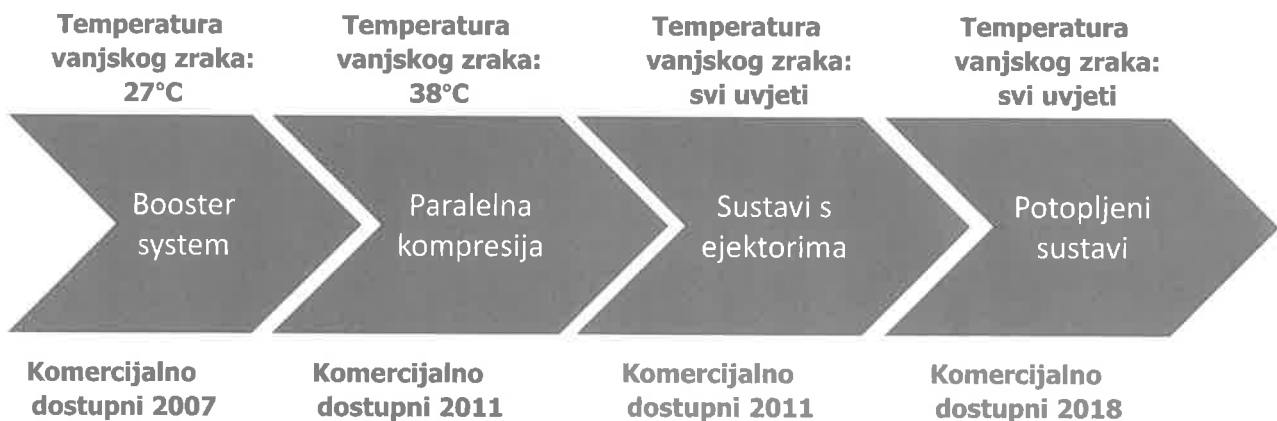 Temperatura
vanjskog zraka:
27°C
Temperatura
vanjskog zraka:
38°C
Temperatura
vanjskog zraka:
svi uvjeti
Temperatura
vanjskog zraka:
svi uvjeti
Booster
system
Paralelna
kompresija
Sustavi s
ejektorima
Potopljeni
sustavi
Komercijalno
dostupni 2007
Komercijalno
dostupni 2011
Komercijalno
dostupni 2011
Komercijalno
dostupni 2018